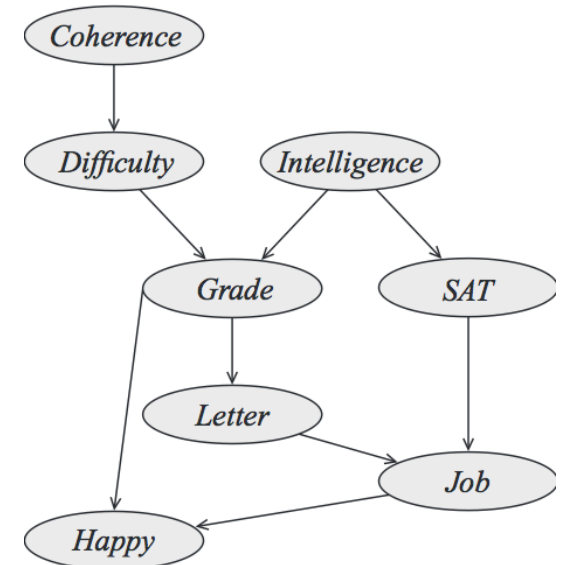 Coherence
Difficulty
Intelligence
Grade
SAT
Letter
Job
Happy